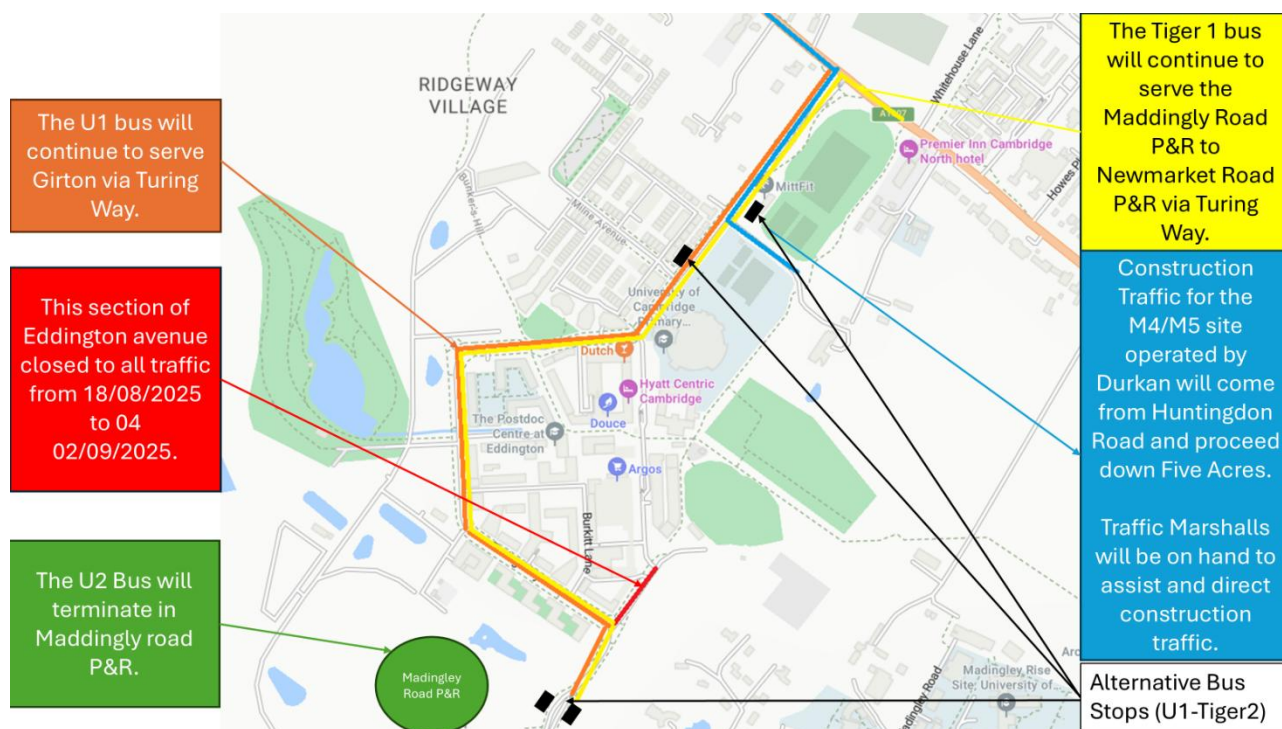 The U1 bus will
continue to serve
Girton via Turing
Way.
This section of
Eddington avenue
closed to all traffic
from 18/08/2025
to 04
02/09/2025.
The U2 Bus will
terminate in
Maddingly road
P&R.
RIDGEWAY
VILLAGE
Bunker's Hill
Milne Avenue
Whitehouse Lane
Premier Inn Cambridge
North hotel
MittFit
University of
Cambridge
Primary...
Dutch
Hyatt Centric
Cambridge
The Postdoc
Centre at
Eddington
Douce
Argos
Burkitt Lane
Madingley
Road P&R
Madingley Rise
Site; University of...
The Tiger 1 bus
will continue to
serve the
Maddingly Road
P&R to
Newmarket Road
P&R via Turing
Way.
Construction
Traffic for the
M4/M5 site
operated by
Durkan will come
from Huntingdon
Road and proceed
down Five Acres.
Traffic Marshalls
will be on hand to
assist and direct
construction
traffic.
Alternative Bus
Stops (U1-Tiger2)